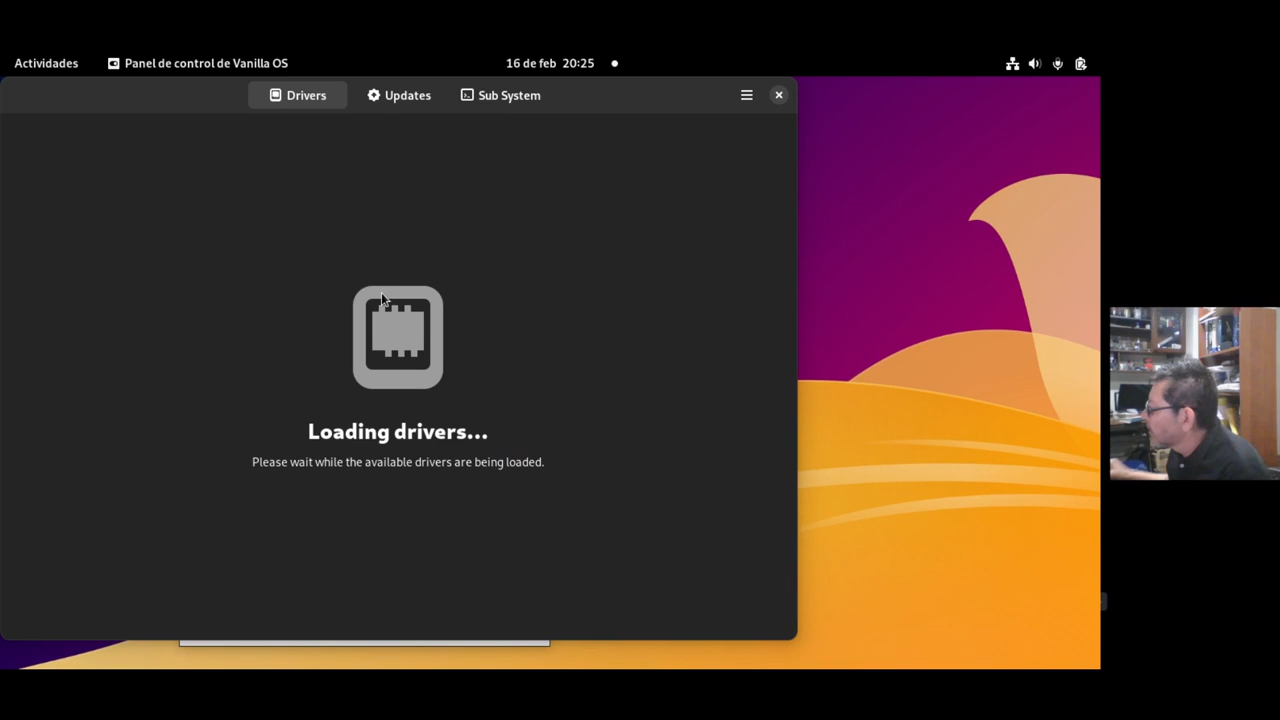 Actividades
Panel de control de Vanilla OS
16 de feb 20:25
Drivers
Updates
Sub System
Loading drivers...
Please wait while the available drivers are being loaded.